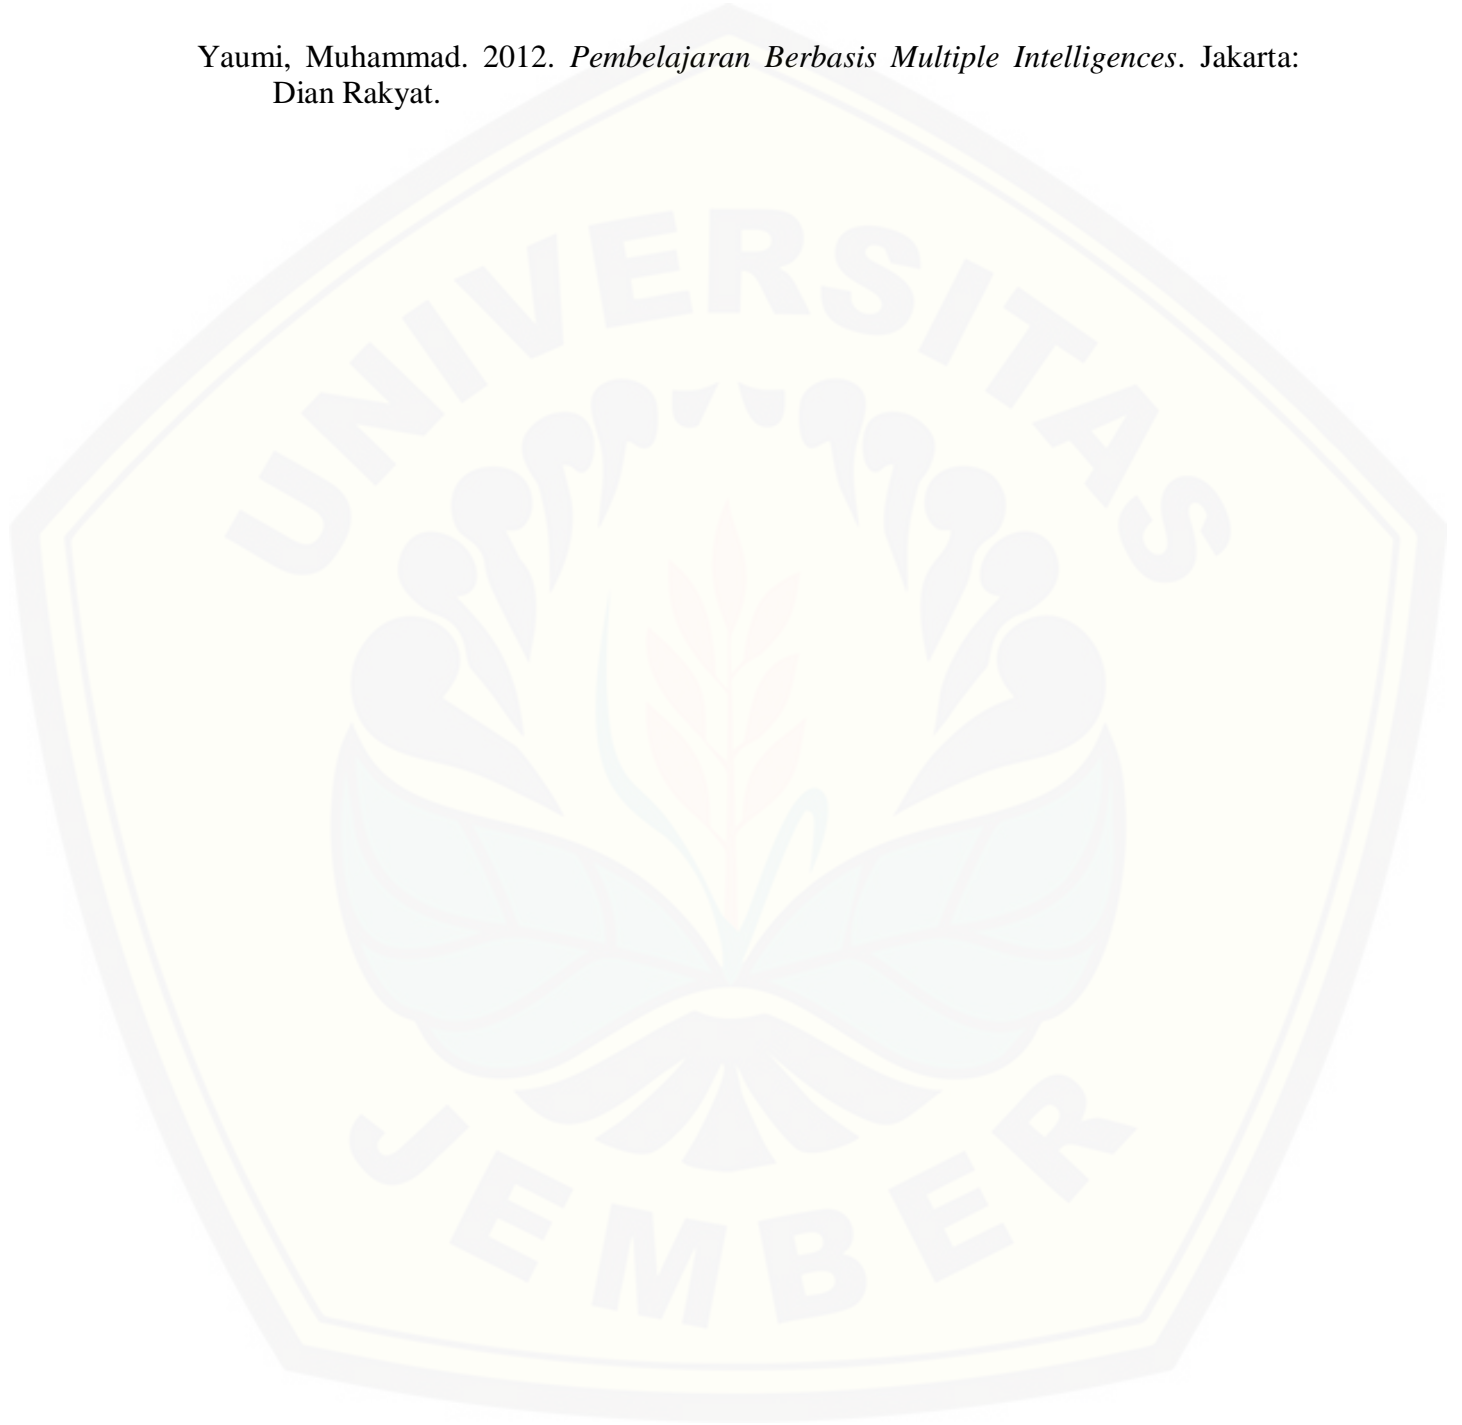 Yaumi, Muhammad. 2012. Pembelajaran Berbasis Multiple Intelligences. Jakarta:
Dian Rakyat.
UNIVERSITAS
JEMBER